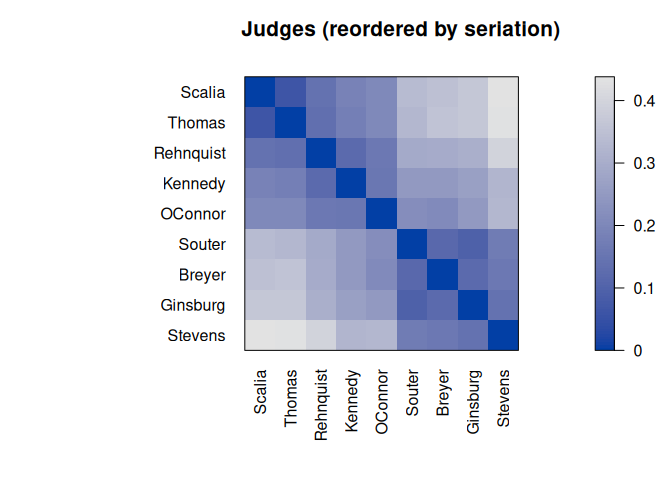 Judges (reordered by seriation)
Scalia
Thomas
Rehnquist
Kennedy
OConnor
Souter
Breyer
Ginsburg
Stevens
0.4
0.3
0.2
0.1
0
Scalia
Thomas
Rehnquist
Kennedy
OConnor
Souter
Breyer
Ginsburg
Stevens